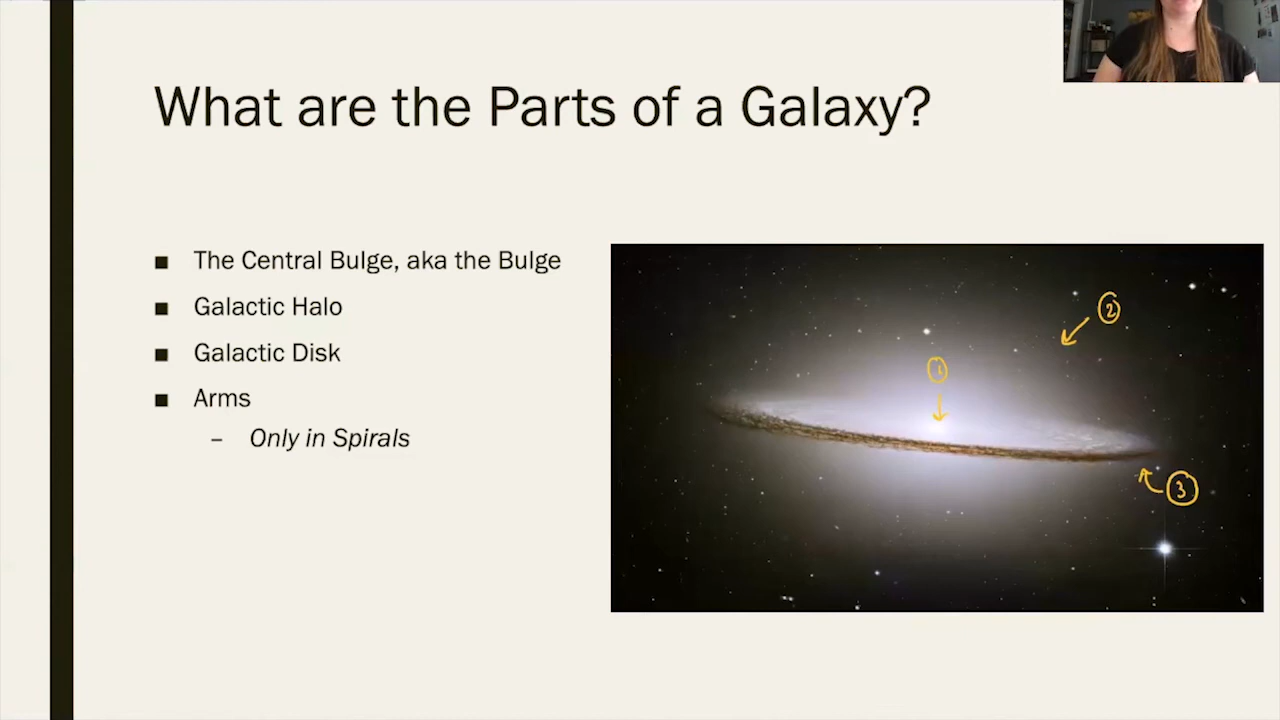 What are the Parts of a Galaxy?
The Central Bulge, aka the Bulge
Galactic Halo
Galactic Disk
Arms
– Only in Spirals
2
1
3